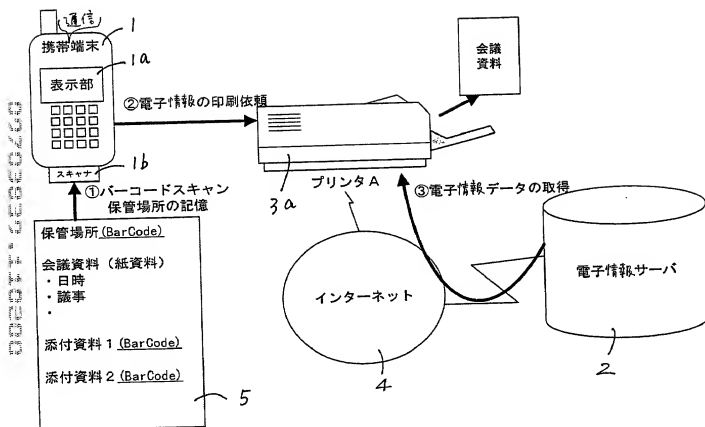 通信
1
携帯端末
1a
表示部
スキャナ
1b
②電子情報の印刷依頼
会議
資料
①バーコードスキャン
保管場所の記憶
プリンタA
3a
③電子情報データの取得
保管場所(BarCode)
会議資料(紙資料)
・日時
・議事
・
添付資料1(BarCode)
添付資料2(BarCode)
5
インターネット
4
電子情報サーバ
2